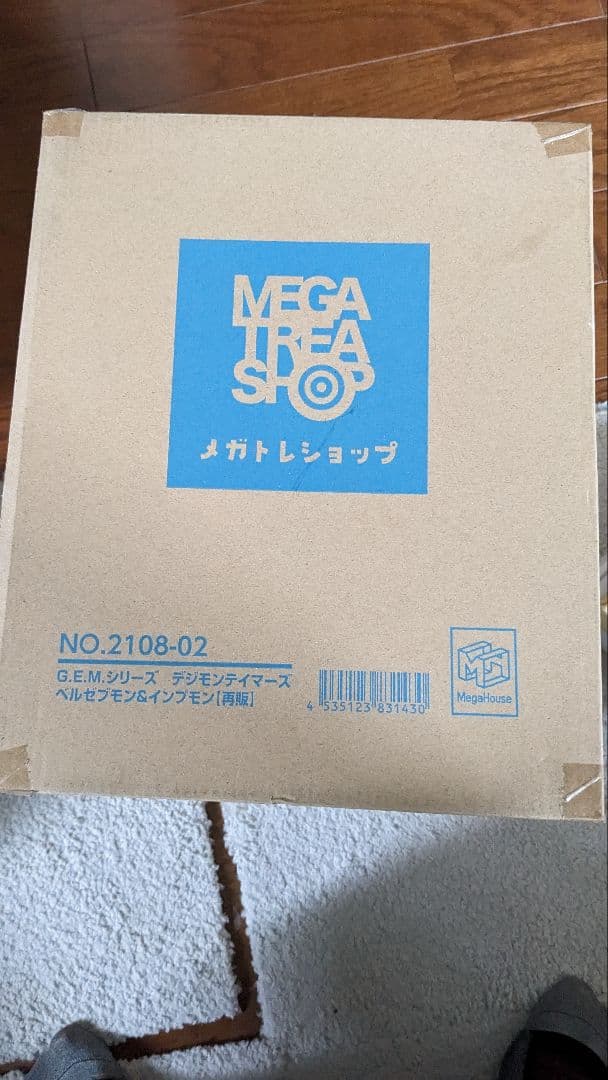 MEGA
TREA
SHOP
メガトレショップ
NO.2108-02
G.E.M.シリーズ デジモンテイマーズ
ベルゼブモン&インプモン[再販]
4 535123 831430
MegaHouse